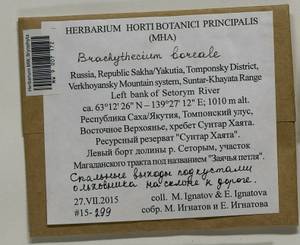 HERBARIUM HORTI BOTANICI PRINCIPALIS
(MHA)
Brachythecium boreale
Russia, Republic Sakha/Yakutia, Tomponsky District,
Verkhoyansky Mountain system, Suntar-Khayata Range
Left bank of Setorym River
ca. 63°12'26 N – 139°27'12" E; 1010 m alt.
Республика Саха/Якутия, Томпонский улус,
Восточное Верхоянье, хребет Сунтар Хаята.
Ресурсный резерват "Сунтар Хаята".
Левый борт долины р. Сеторым, участок
Магаданского тракта под названием "Заячья петля".
Скальные выходы под кустами
ольховника на склоне к дороге.
27.VII.2015
coll. M. Ignatov & E. Ignatova
#15-299
собр. М. Игнатов и Е. Игнатова